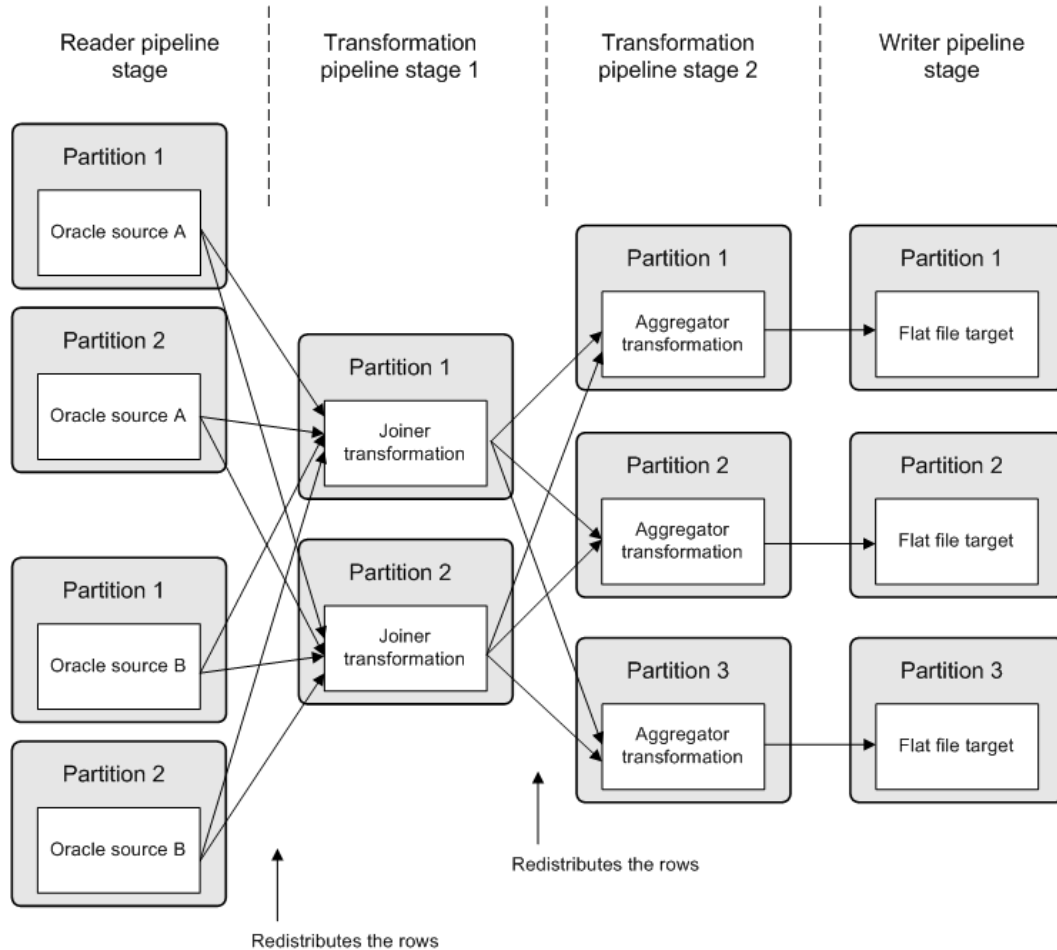 Reader pipeline
stage
Transformation
pipeline stage 1
Transformation
pipeline stage 2
Writer pipeline
stage
Partition 1
Oracle source A
Partition 2
Oracle source A
Partition 1
Oracle source B
Partition 2
Oracle source B
Partition 1
Joiner
transformation
Partition 2
Joiner
transformation
Partition 1
Aggregator
transformation
Partition 2
Aggregator
transformation
Partition 3
Aggregator
transformation
Partition 1
Flat file target
Partition 2
Flat file target
Partition 3
Flat file target
Redistributes the rows
Redistributes the rows